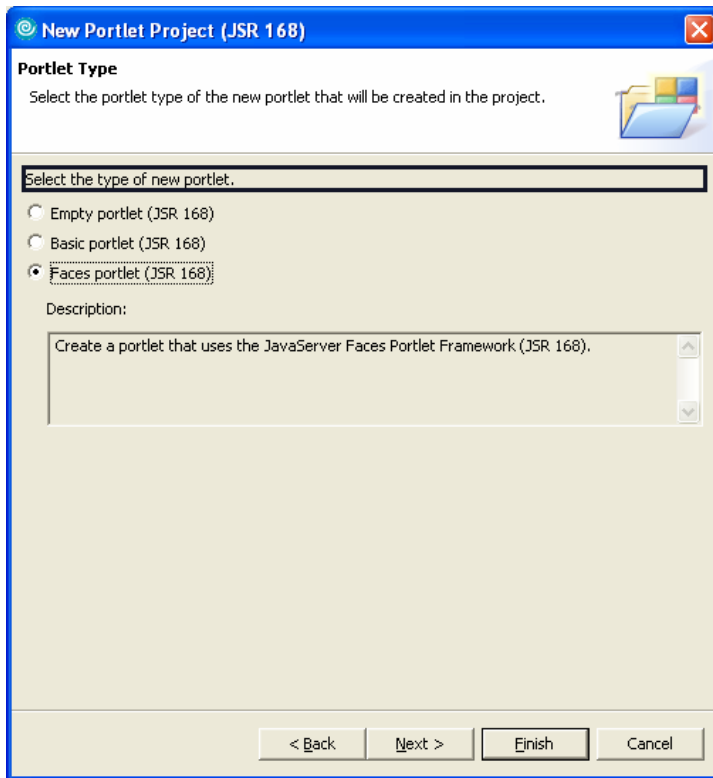 New Portlet Project (JSR 168)
Portlet Type
Select the portlet type of the new portlet that will be created in the project.
Select the type of new portlet.
Empty portlet (JSR 168)
Basic portlet (JSR 168)
Faces portlet (JSR 168)
Description:
Create a portlet that uses the JavaServer Faces Portlet Framework (JSR 168).
< Back
Next >
Finish
Cancel